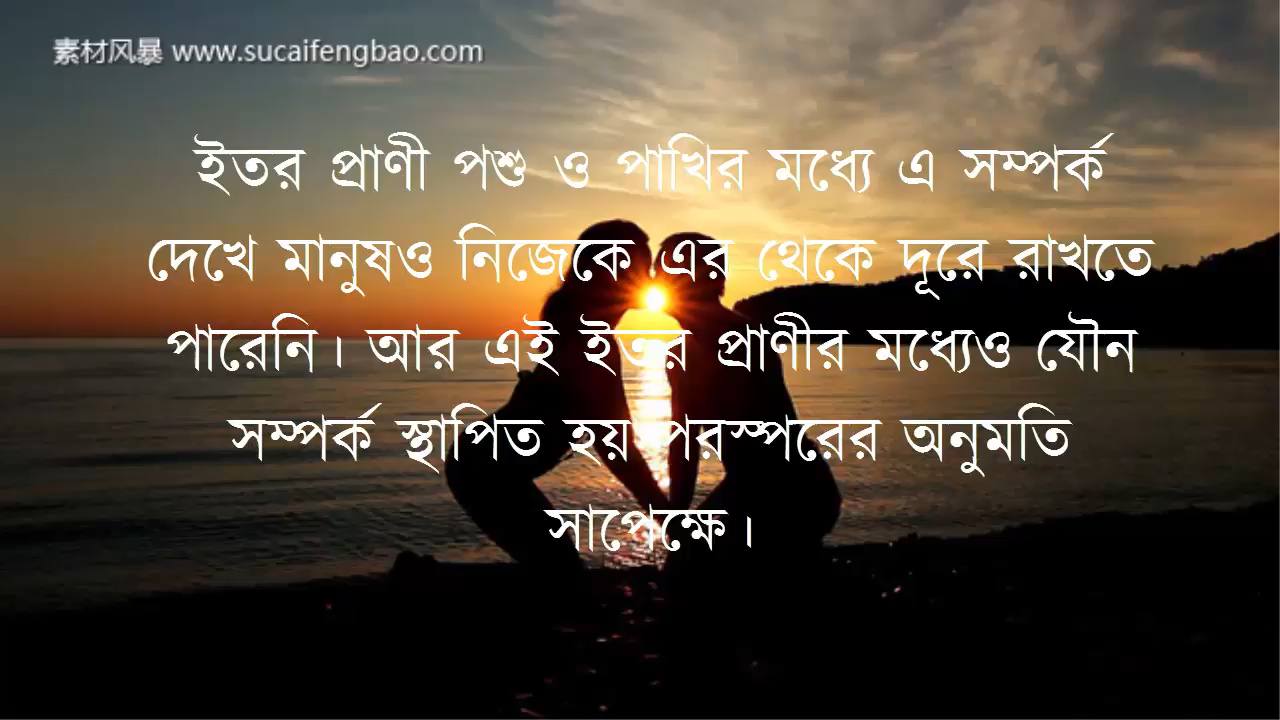 素材风暴 www.sucaifengbao.com
ইতর প্রাণী পশু ও পাখির মধ্যে এ সম্পর্ক
দেখে মানুষও নিজেকে এর থেকে দূরে রাখতে
পারেনি। আর এই ইতর প্রাণীর মধ্যেও যৌন
সম্পর্ক স্থাপিত হয় পরস্পরের অনুমতি
সাপেক্ষে।